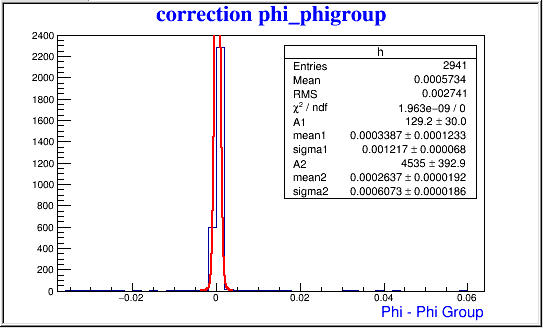 correction phi_phigroup
h
Entries 2941
Mean 0.0005734
RMS 0.002741
χ² / ndf 1.963e−09 / 0
A1 129.2 ± 30.0
mean1 0.0003387 ± 0.0001233
sigma1 0.001217 ± 0.000068
A2 4535 ± 392.9
mean2 0.0002637 ± 0.0000192
sigma2 0.0006073 ± 0.0000186
2400
2200
2000
1800
1600
1400
1200
1000
800
600
400
200
0
−0.02 0 0.02 0.04 0.06
Phi - Phi Group